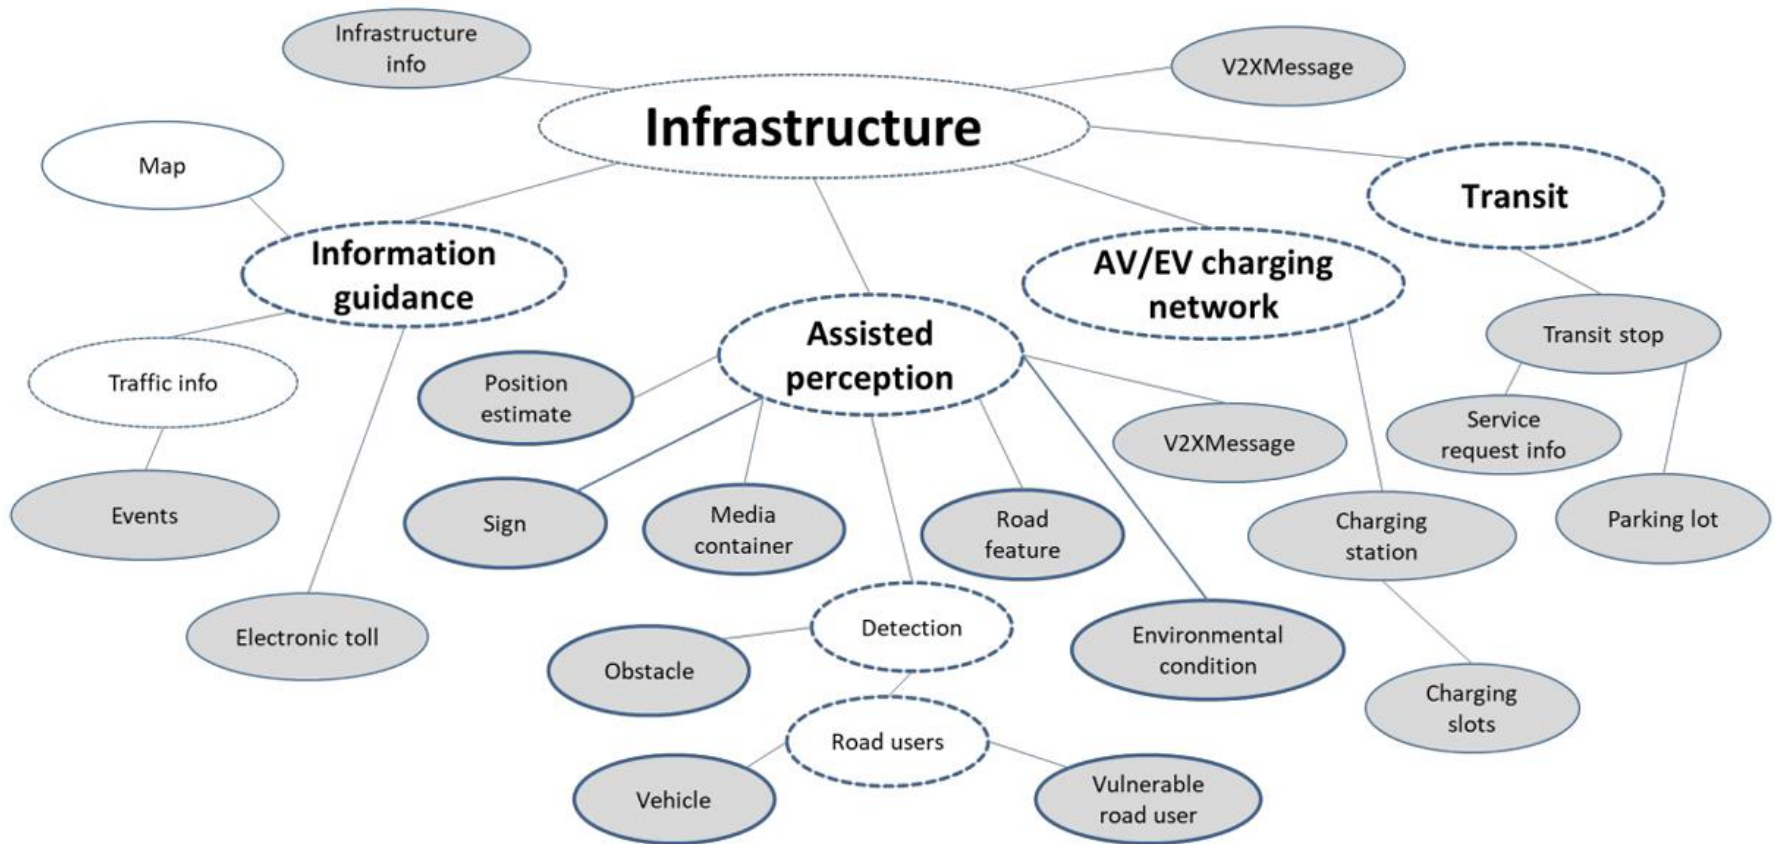 Infrastructure
info
V2XMessage
Infrastructure
Map
Transit
Information
guidance
AV/EV charging
network
Assisted
perception
Transit stop
Traffic info
Position
estimate
Service
request info
V2XMessage
Events
Sign
Media
container
Road
feature
Charging
station
Parking lot
Electronic toll
Detection
Environmental
condition
Obstacle
Charging
slots
Road users
Vehicle
Vulnerable
road user